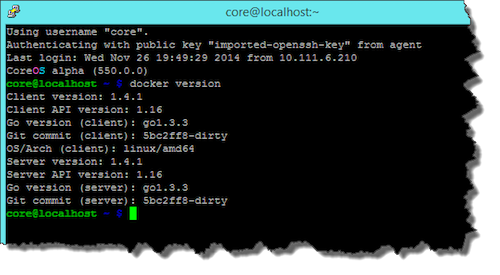 core@localhost:~
Using username "core".
Authenticating with public key "imported-openssh-key" from agent
Last login: Wed Nov 26 19:49:29 2014 from 10.111.6.210
CoreOS alpha (550.0.0)
core@localhost ~ $ docker version
Client version: 1.4.1
Client API version: 1.16
Go version (client): go1.3.3
Git commit (client): 5bc2ff8-dirty
OS/Arch (client): linux/amd64
Server version: 1.4.1
Server API version: 1.16
Go version (server): go1.3.3
Git commit (server): 5bc2ff8-dirty
core@localhost ~ $